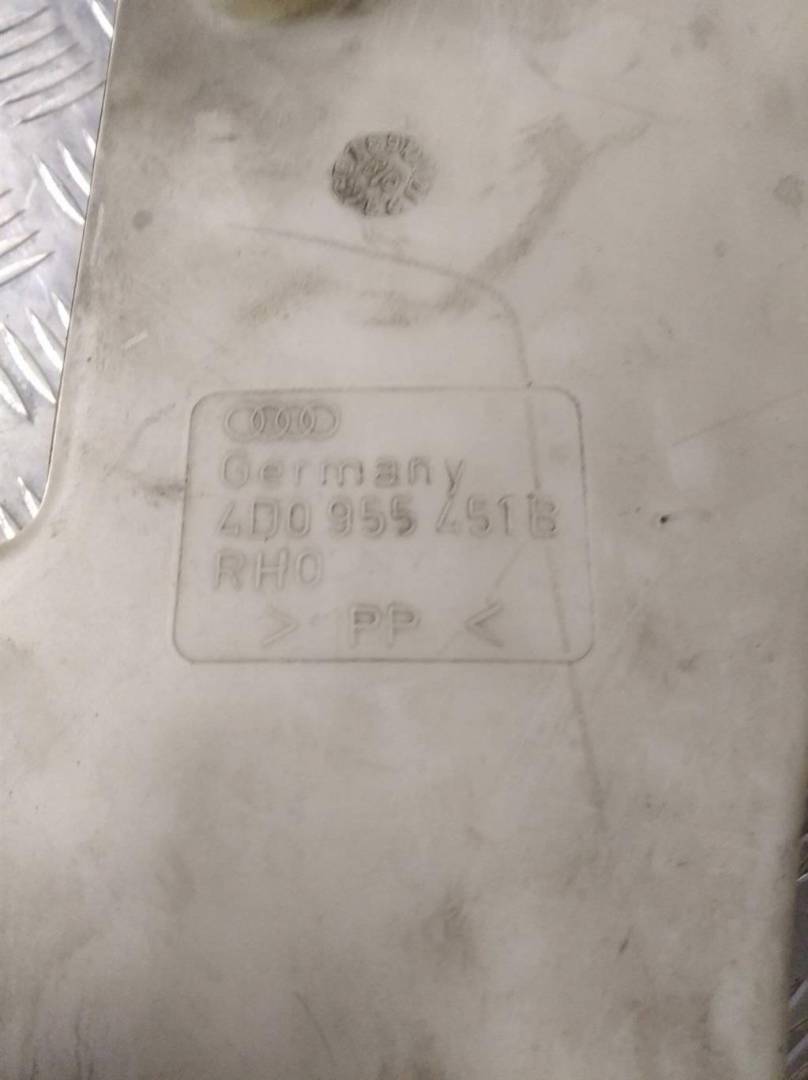 Germany
4D0 955 451 B
RH0
> PP <